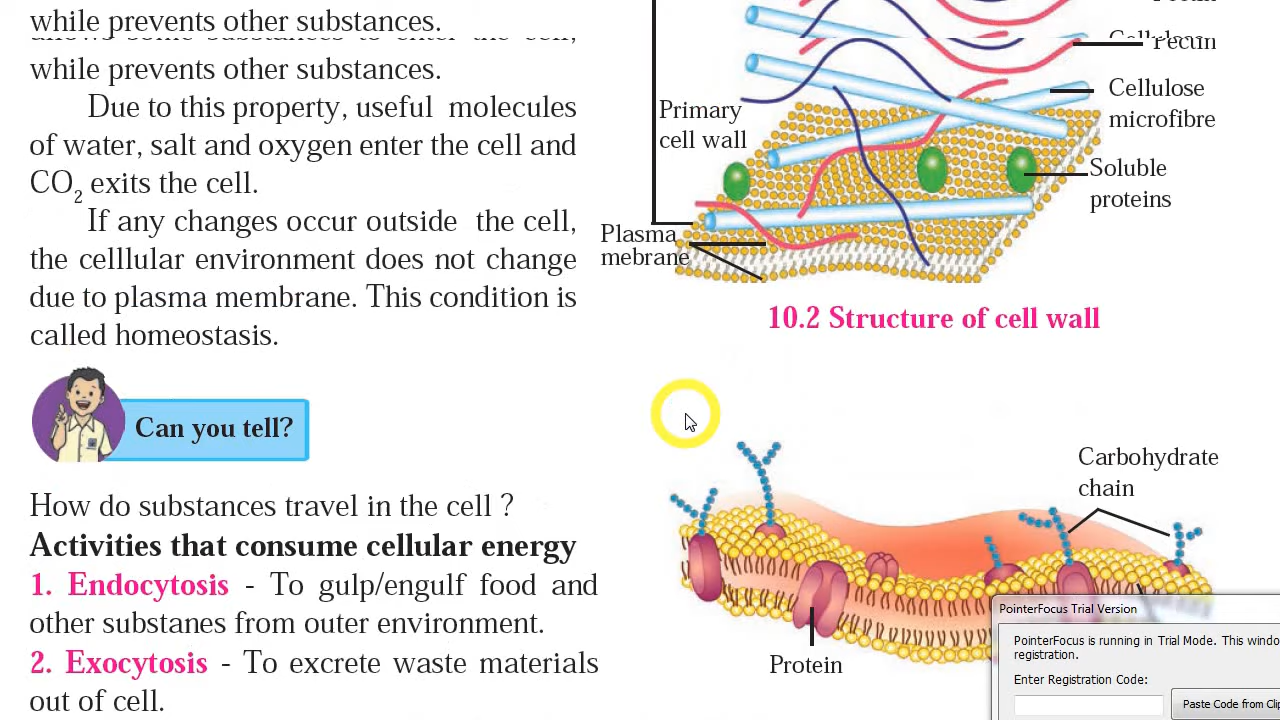 while prevents other substances.
while prevents other substances.
Due to this property, useful molecules
of water, salt and oxygen enter the cell and
CO2 exits the cell.
If any changes occur outside the cell,
the celllular environment does not change
due to plasma membrane. This condition is
called homeostasis.
Can you tell?
How do substances travel in the cell ?
Activities that consume cellular energy
1. Endocytosis - To gulp/engulf food and
other substanes from outer environment.
2. Exocytosis - To excrete waste materials
out of cell.
Pectin
Cellulose
microfibre
Primary
cell wall
Soluble
proteins
Plasma
mebrane
10.2 Structure of cell wall
Carbohydrate
chain
Protein
PointerFocus Trial Version
PointerFocus is running in Trial Mode. This windo
registration.
Enter Registration Code:
Paste Code from Clip